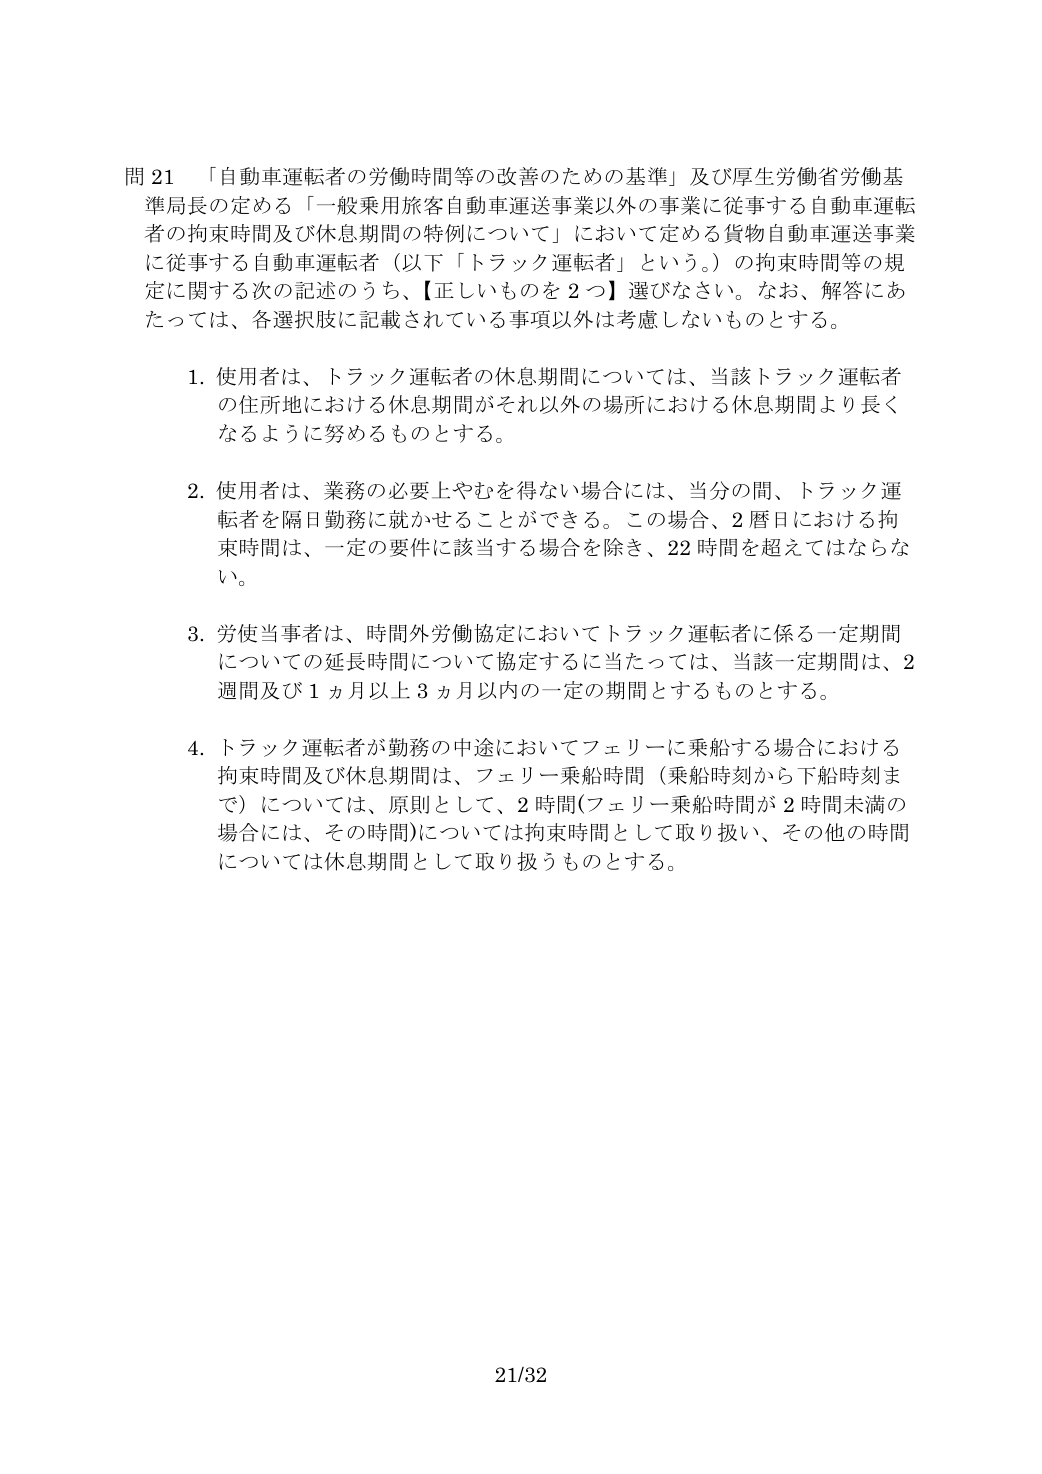 問 21　「自動車運転者の労働時間等の改善のための基準」及び厚生労働省労働基
準局長の定める「一般乗用旅客自動車運送事業以外の事業に従事する自動車運転
者の拘束時間及び休息期間の特例について」において定める貨物自動車運送事業
に従事する自動車運転者（以下「トラック運転者」という。）の拘束時間等の規
定に関する次の記述のうち、【正しいものを 2 つ】選びなさい。なお、解答にあ
たっては、各選択肢に記載されている事項以外は考慮しないものとする。
1. 使用者は、トラック運転者の休息期間については、当該トラック運転者
の住所地における休息期間がそれ以外の場所における休息期間より長く
なるように努めるものとする。
2. 使用者は、業務の必要上やむを得ない場合には、当分の間、トラック運
転者を隔日勤務に就かせることができる。この場合、2 暦日における拘
束時間は、一定の要件に該当する場合を除き、22 時間を超えてはならな
い。
3. 労使当事者は、時間外労働協定においてトラック運転者に係る一定期間
についての延長時間について協定するに当たっては、当該一定期間は、2
週間及び 1 ヵ月以上 3 ヵ月以内の一定の期間とするものとする。
4. トラック運転者が勤務の中途においてフェリーに乗船する場合における
拘束時間及び休息期間は、フェリー乗船時間（乗船時刻から下船時刻ま
で）については、原則として、2 時間(フェリー乗船時間が 2 時間未満の
場合には、その時間)については拘束時間として取り扱い、その他の時間
については休息期間として取り扱うものとする。
21/32